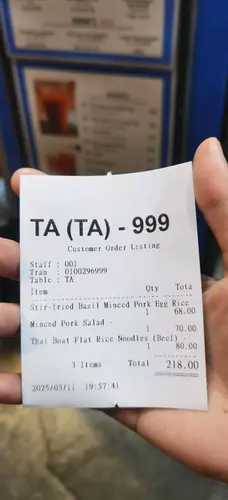 TA (TA) - 999
Customer Order Listing
Staff : 001
Tran : 0100296999
Table : TA
Item Qty Tota
Stir-fried Basil Minced Pork Egg Rice
1 68.00
Minced Pork Salad -
1 70.00
Thai Boat Flat Rice Noodles (Beef) -
1 80.00
3 Items Total 218.00
2025/03/11 19:57:41